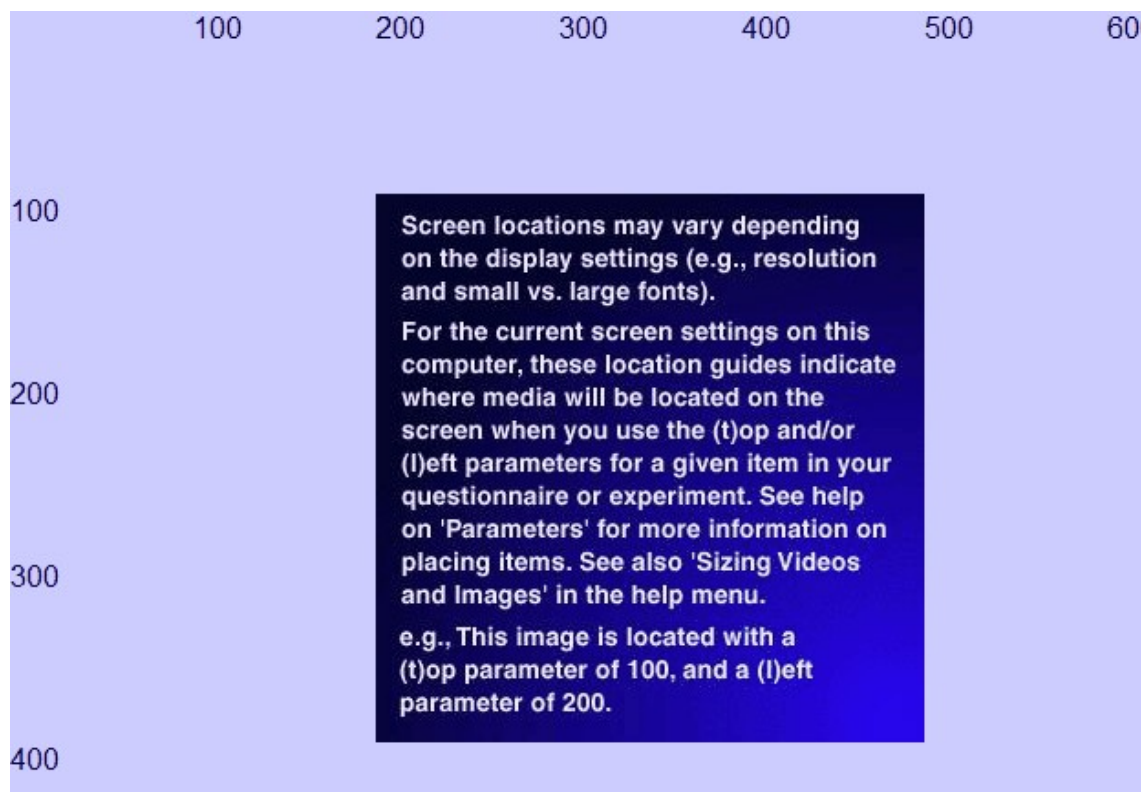 100 200 300 400 500 60
100
Screen locations may vary depending
on the display settings (e.g., resolution
and small vs. large fonts).
For the current screen settings on this
computer, these location guides indicate
200
where media will be located on the
screen when you use the (t)op and/or
(l)eft parameters for a given item in your
questionnaire or experiment. See help
on 'Parameters' for more information on
placing items. See also 'Sizing Videos
300
and Images' in the help menu.
e.g., This image is located with a
(t)op parameter of 100, and a (l)eft
parameter of 200.
400